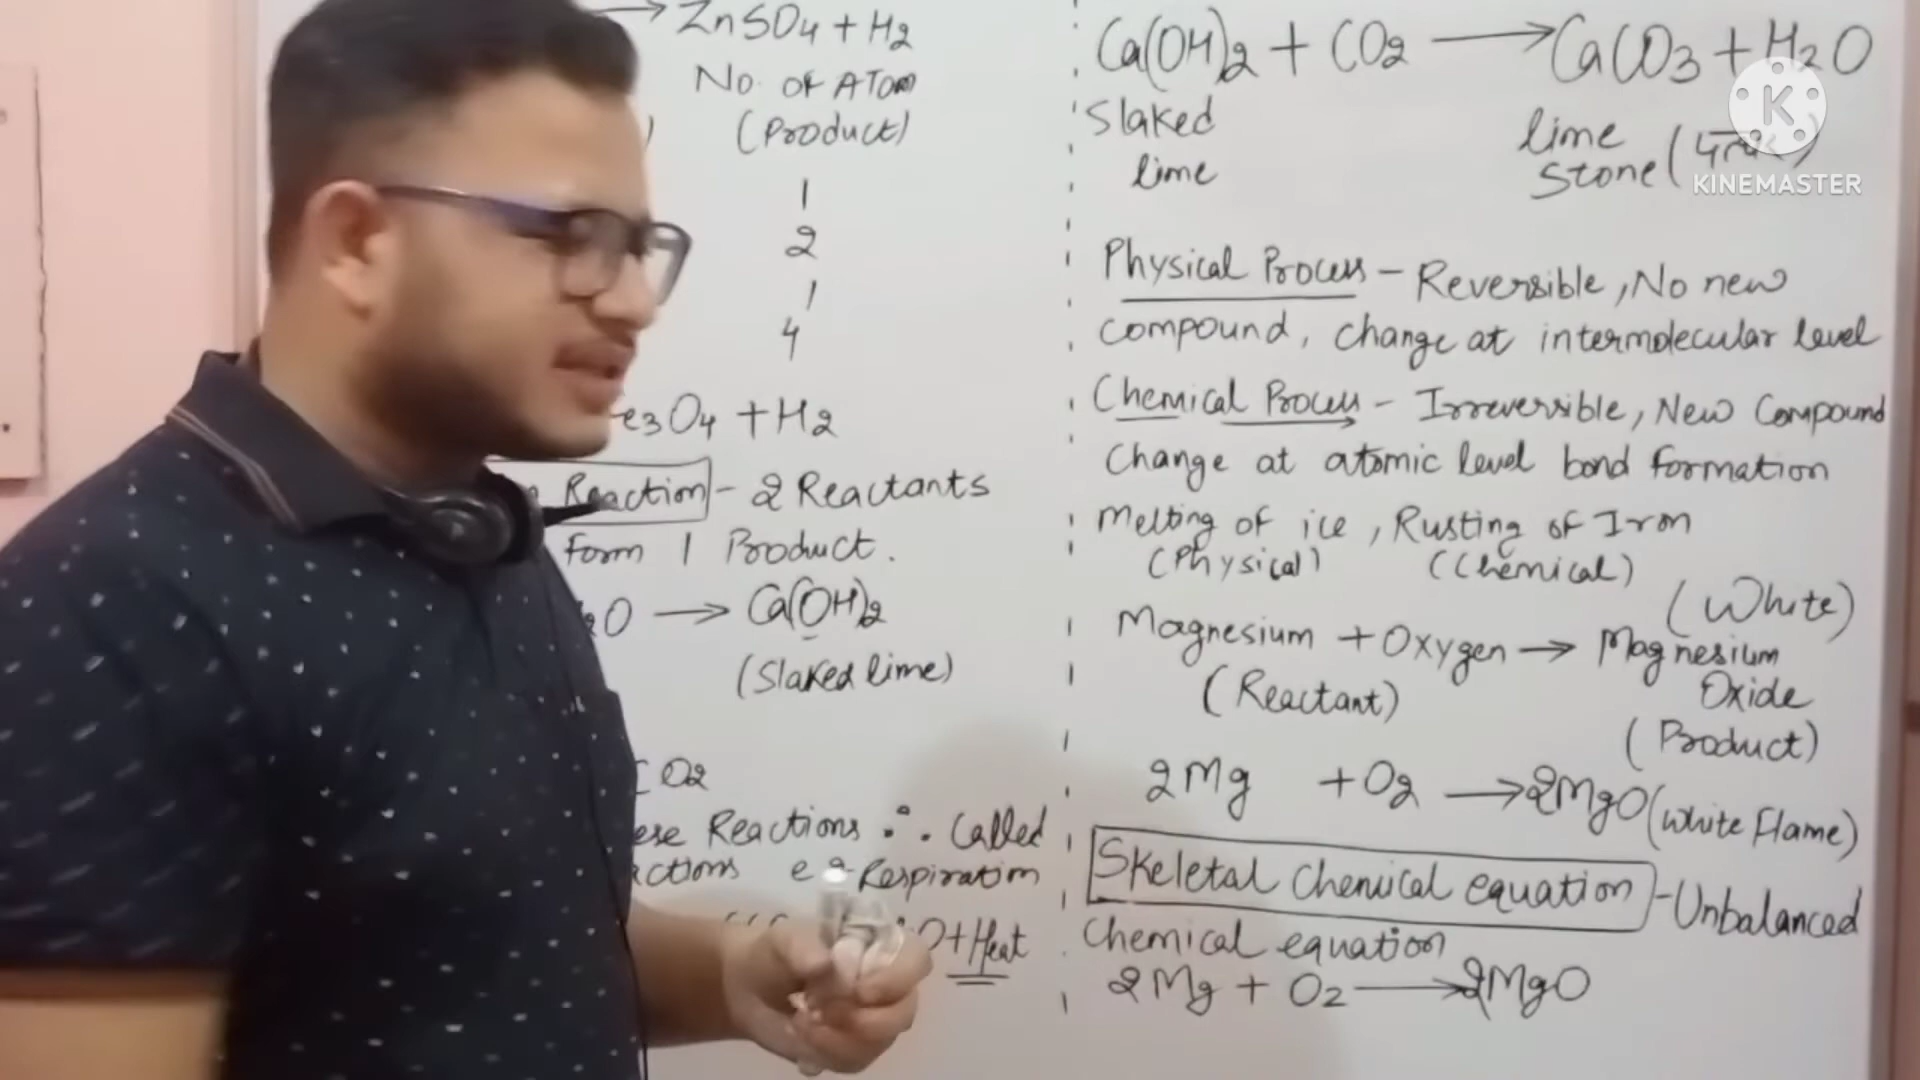 ZnSO4 + H2
No. OF ATOM
(Product)
1
2
1
4
e3O4 + H2
Reaction - 2 Reactants
form 1 Product.
2O → Ca(OH)2
(Slaked lime)
O2
ese Reactions ∴ Called
ctions e.g. Respiration
O + Heat
Ca(OH)2 + CO2 → CaCO3 + H2O
Slaked
lime
lime
stone (
KINEMASTER
Physical Process - Reversible, No new
compound, change at intermolecular level
Chemical Process - Irreversible, New Compound
Change at atomic level bond formation
Melting of ice, Rusting of Iron
(Physical) (Chemical)
(White)
Magnesium + Oxygen → Magnesium
Oxide
(Reactant)
(Product)
2Mg + O2 → 2MgO (White Flame)
Skeletal Chemical equation - Unbalanced
Chemical equation
2Mg + O2 → 2MgO